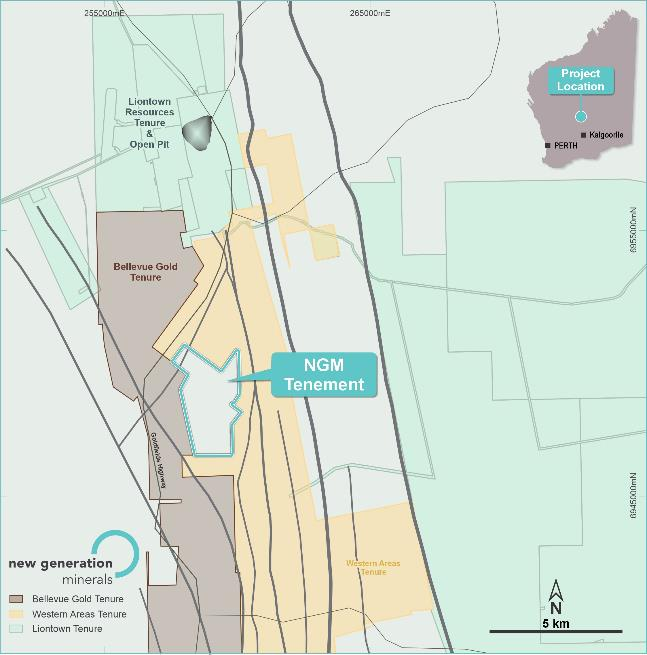 255000mE
265000mE
Liontown
Resources
Tenure
&
Open Pit
Project
Location
Kalgoorlie
PERTH
6955000mN
Bellevue Gold
Tenure
NGM
Tenement
Goldfields Highway
6945000mN
new generation
minerals
Western Areas
Tenure
Bellevue Gold Tenure
Western Areas Tenure
Liontown Tenure
N
5 km